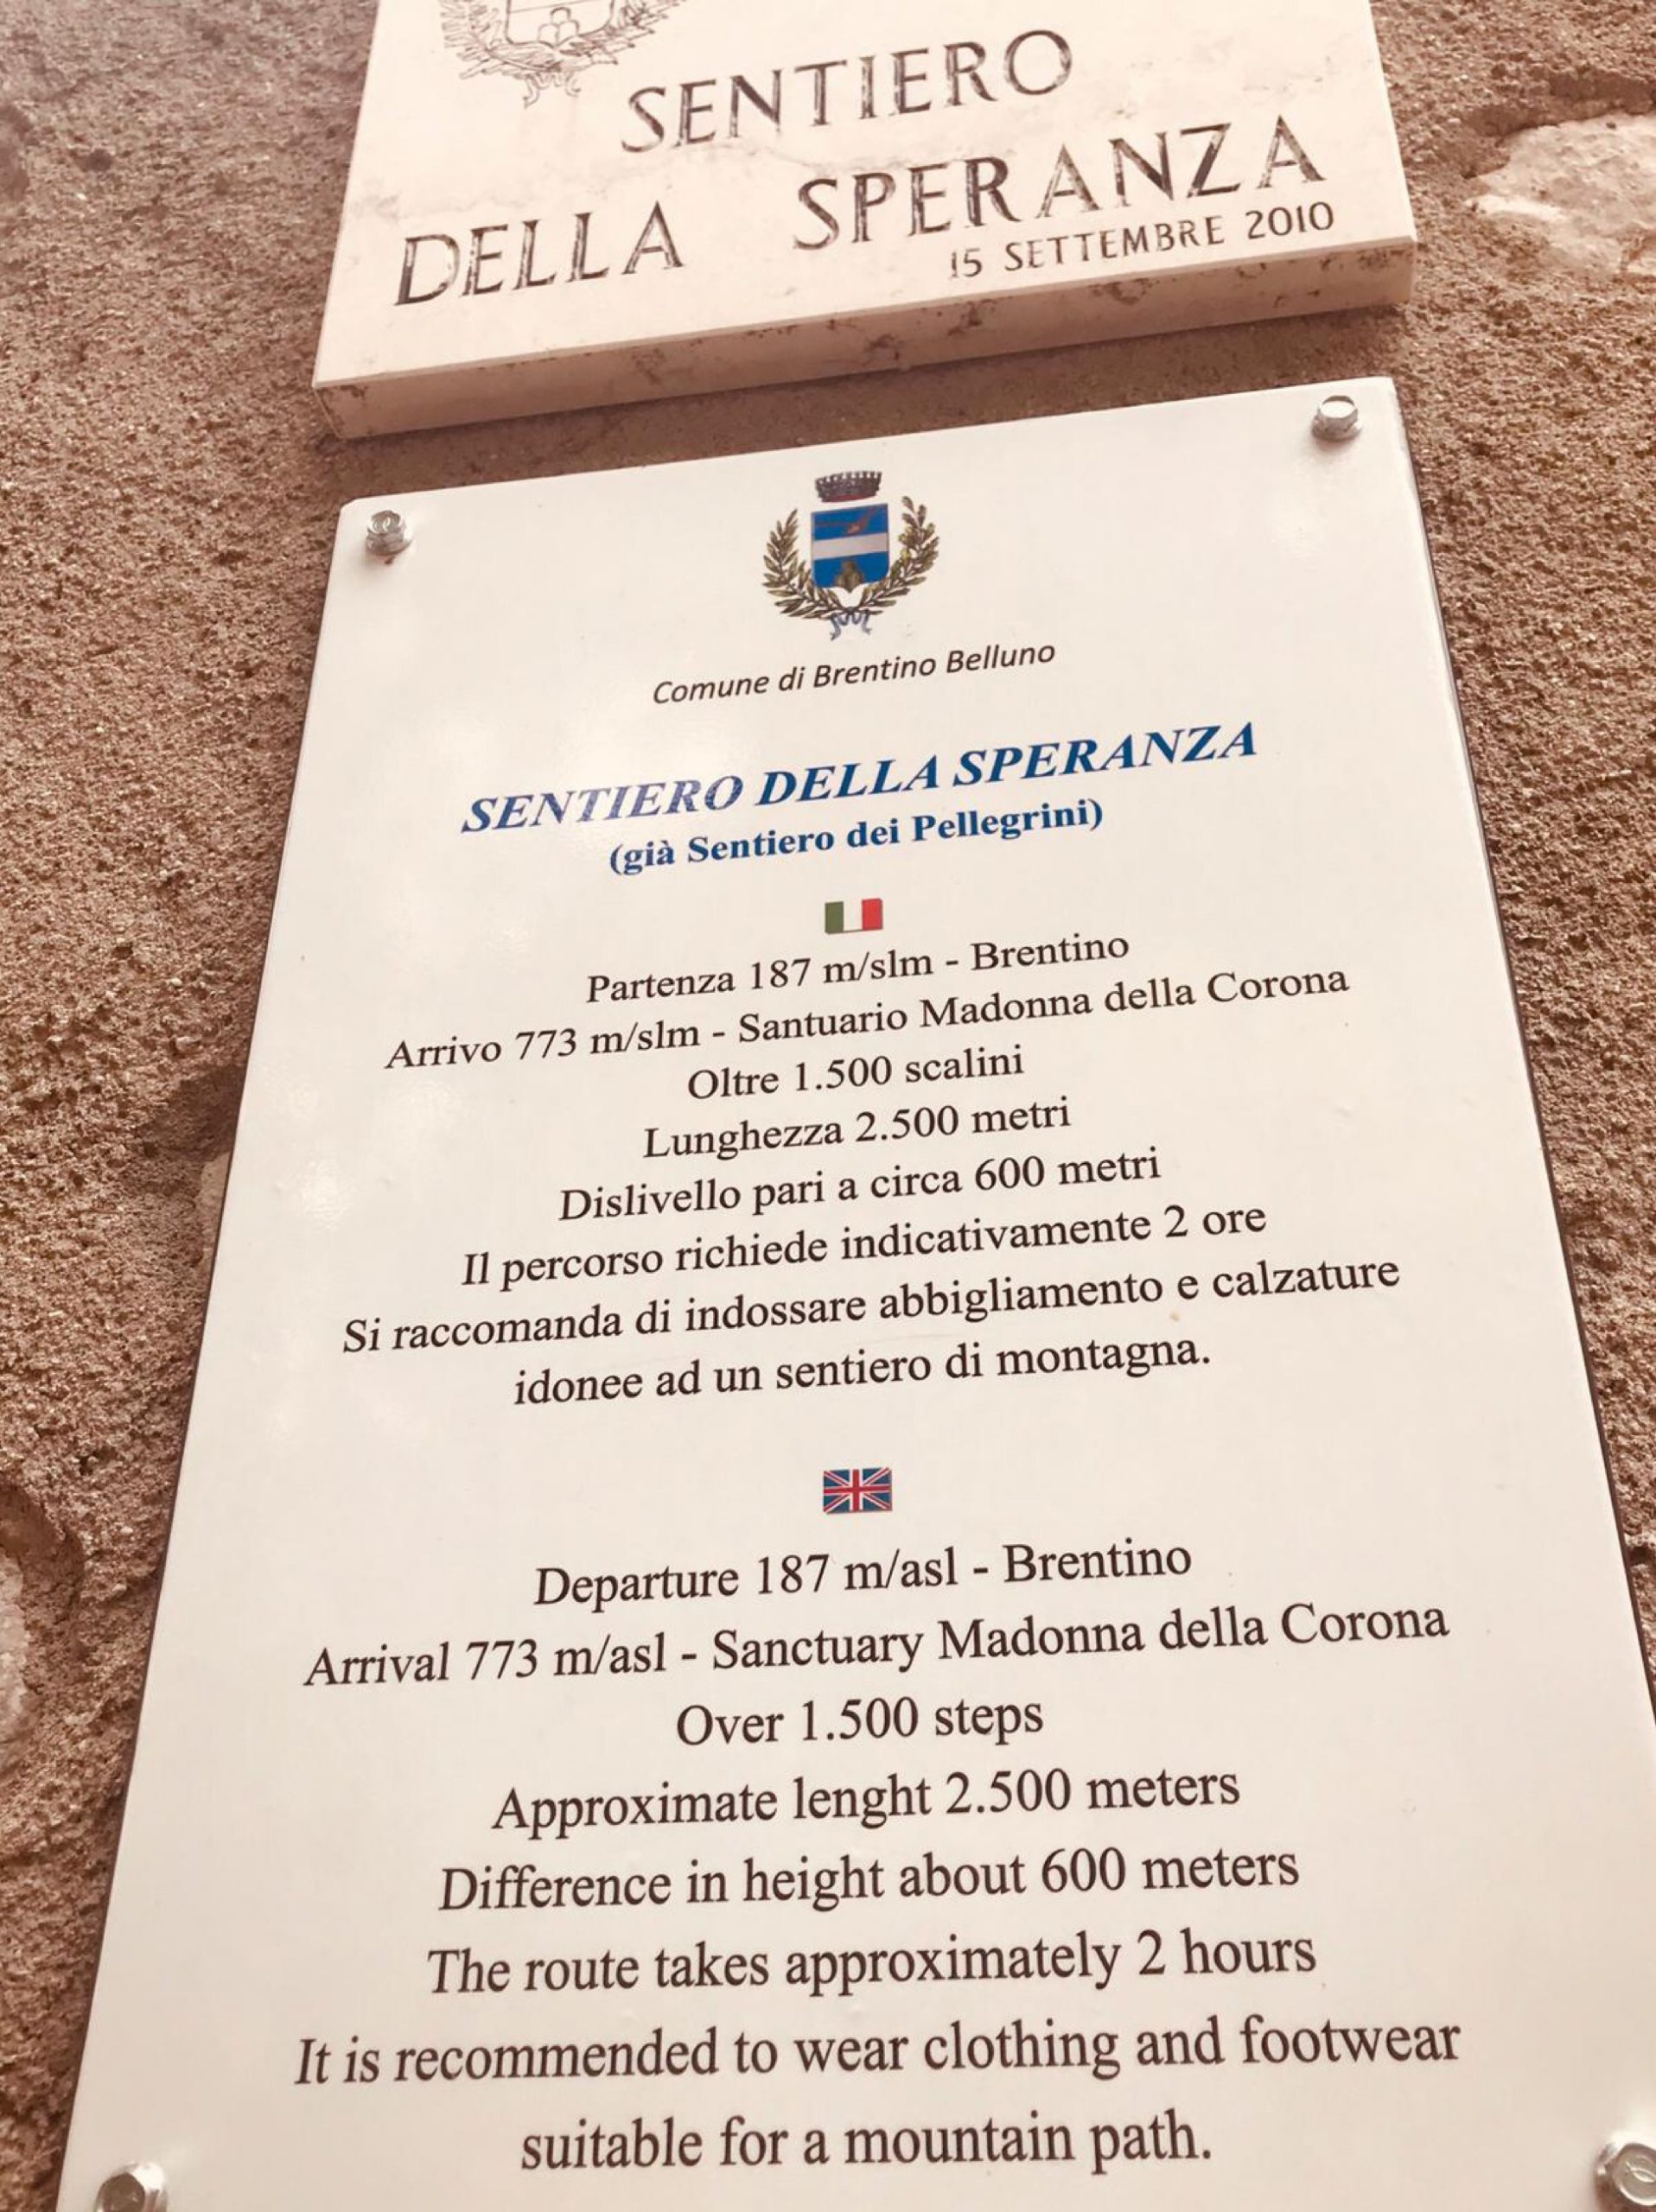 SENTIERO
DELLA SPERANZA
15 SETTEMBRE 2010
Comune di Brentino Belluno
SENTIERO DELLA SPERANZA
(già Sentiero dei Pellegrini)
Partenza 187 m/slm - Brentino
Arrivo 773 m/slm - Santuario Madonna della Corona
Oltre 1.500 scalini
Lunghezza 2.500 metri
Dislivello pari a circa 600 metri
Il percorso richiede indicativamente 2 ore
Si raccomanda di indossare abbigliamento e calzature
idonee ad un sentiero di montagna.
Departure 187 m/asl - Brentino
Arrival 773 m/asl - Sanctuary Madonna della Corona
Over 1.500 steps
Approximate lenght 2.500 meters
Difference in height about 600 meters
The route takes approximately 2 hours
It is recommended to wear clothing and footwear
suitable for a mountain path.